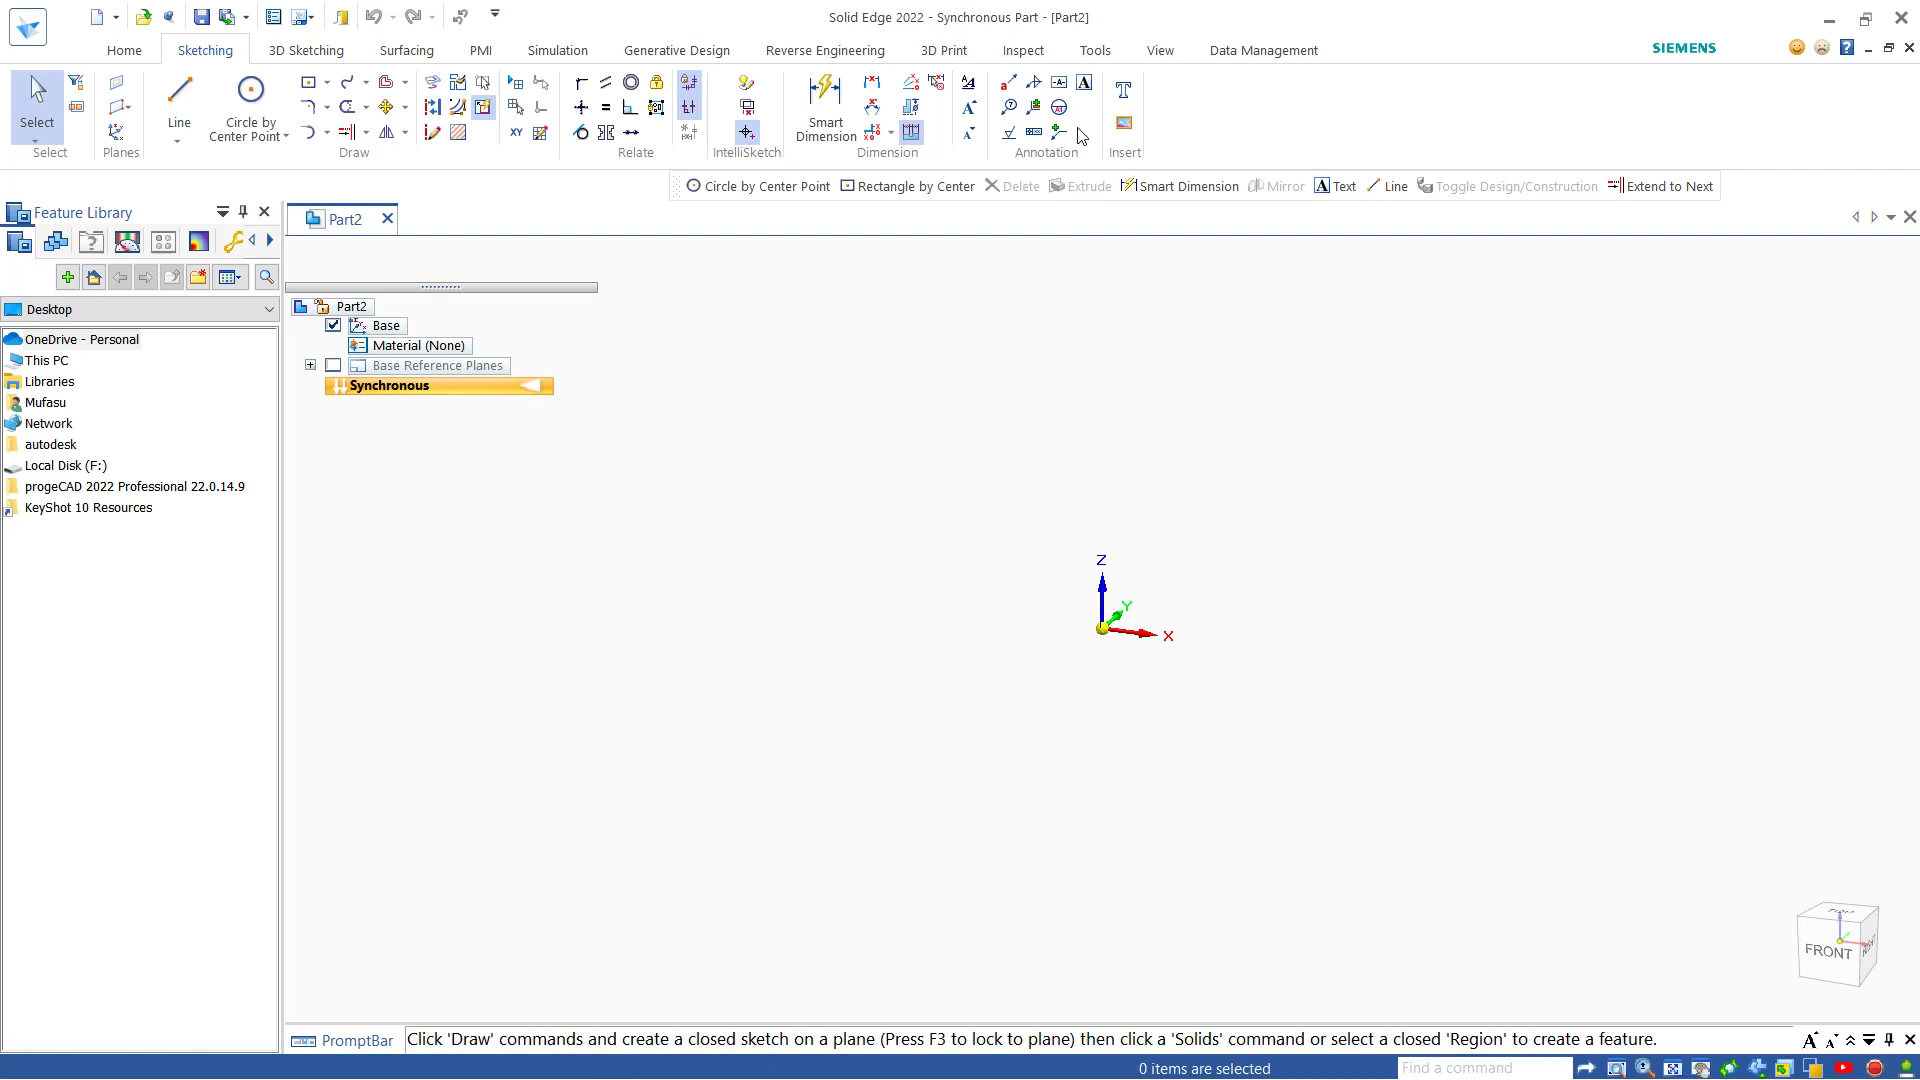 Solid Edge 2022 - Synchronous Part - [Part2]
Home Sketching 3D Sketching Surfacing PMI Simulation Generative Design Reverse Engineering 3D Print Inspect Tools View Data Management
SIEMENS
Select
Line
Circle by
Center Point
Smart
Dimension
Select Planes Draw Relate IntelliSketch Dimension Annotation Insert
Circle by Center Point Rectangle by Center Delete Extrude Smart Dimension Mirror Text Line Toggle Design/Construction Extend to Next
Feature Library
Part2
Desktop
OneDrive - Personal
This PC
Libraries
Mufasu
Network
autodesk
Local Disk (F:)
progeCAD 2022 Professional 22.0.14.9
KeyShot 10 Resources
Part2
Base
Material (None)
Base Reference Planes
Synchronous
Z
Y
X
FRONT
PromptBar
Click 'Draw' commands and create a closed sketch on a plane (Press F3 to lock to plane) then click a 'Solids' command or select a closed 'Region' to create a feature.
0 items are selected
Find a command